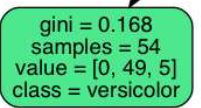 gini = 0.168
samples = 54
value = [0, 49, 5]
class = versicolor